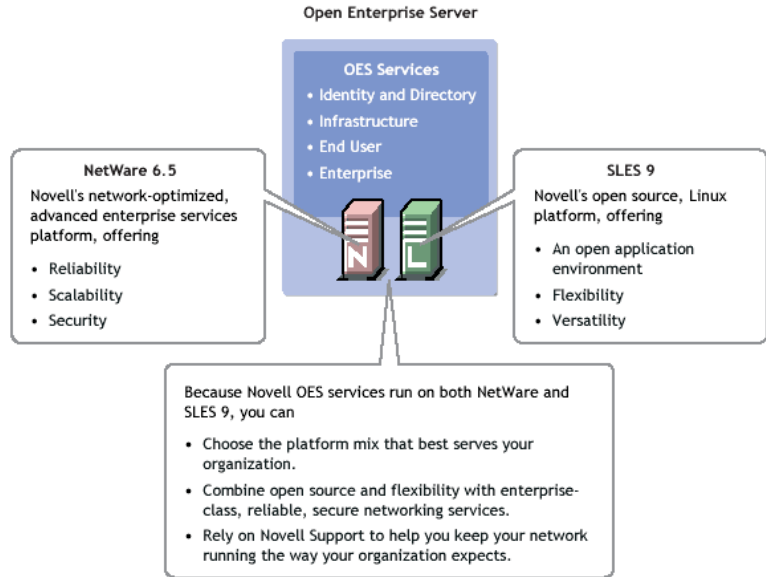 Open Enterprise Server
OES Services
• Identity and Directory
• Infrastructure
• End User
• Enterprise
NetWare 6.5
Novell's network-optimized,
advanced enterprise services
platform, offering
• Reliability
• Scalability
• Security
SLES 9
Novell's open source, Linux
platform, offering
• An open application
environment
• Flexibility
• Versatility
N
L
Because Novell OES services run on both NetWare and
SLES 9, you can
• Choose the platform mix that best serves your
organization.
• Combine open source and flexibility with enterprise-
class, reliable, secure networking services.
• Rely on Novell Support to help you keep your network
running the way your organization expects.